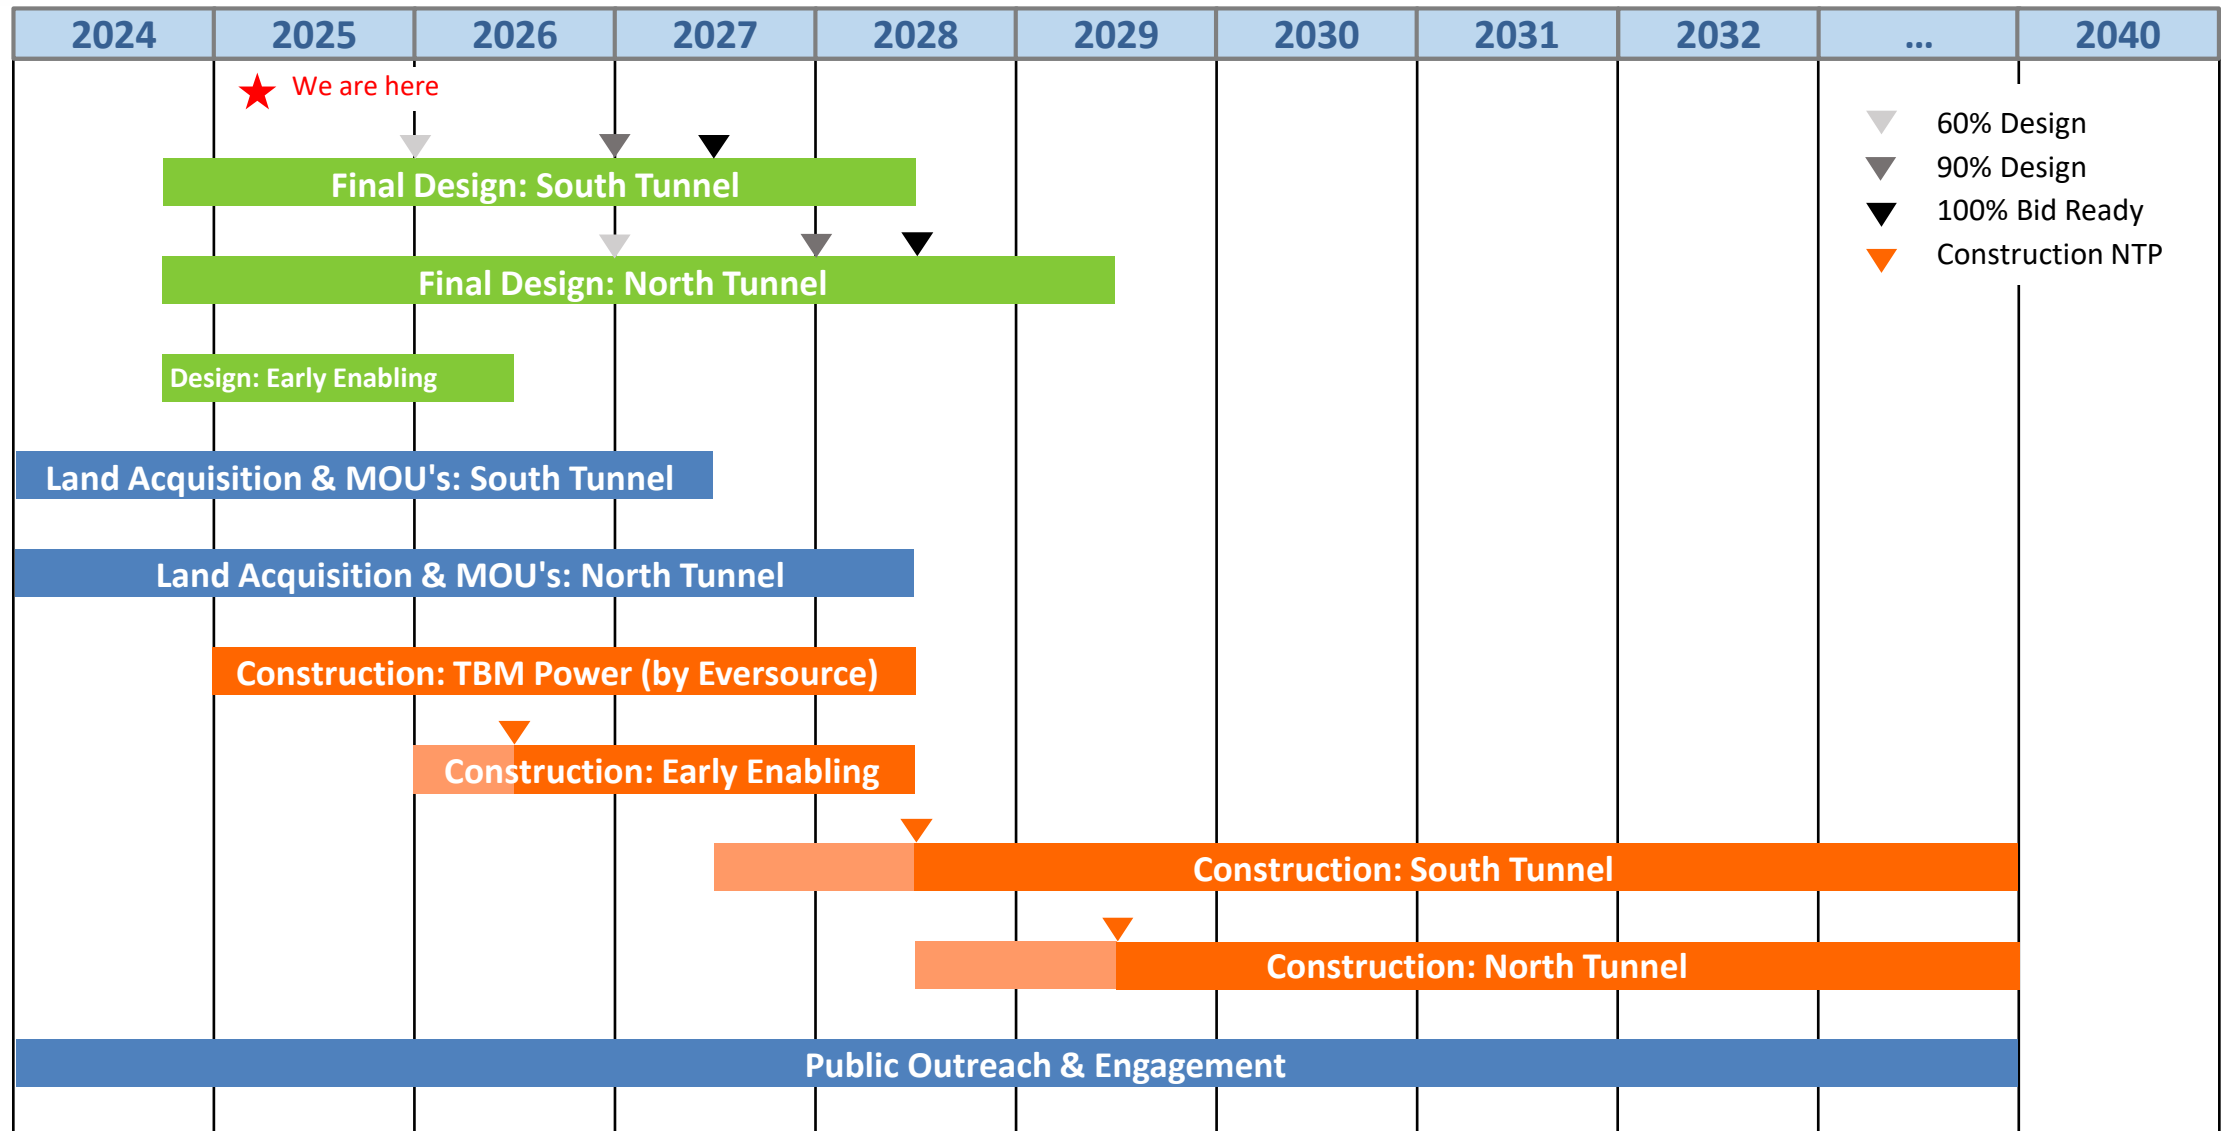 2024 2025 2026 2027 2028 2029 2030 2031 2032 ... 2040
We are here
60% Design
90% Design
100% Bid Ready
Construction NTP
Final Design: South Tunnel
Final Design: North Tunnel
Design: Early Enabling
Land Acquisition & MOU's: South Tunnel
Land Acquisition & MOU's: North Tunnel
Construction: TBM Power (by Eversource)
Construction: Early Enabling
Construction: South Tunnel
Construction: North Tunnel
Public Outreach & Engagement